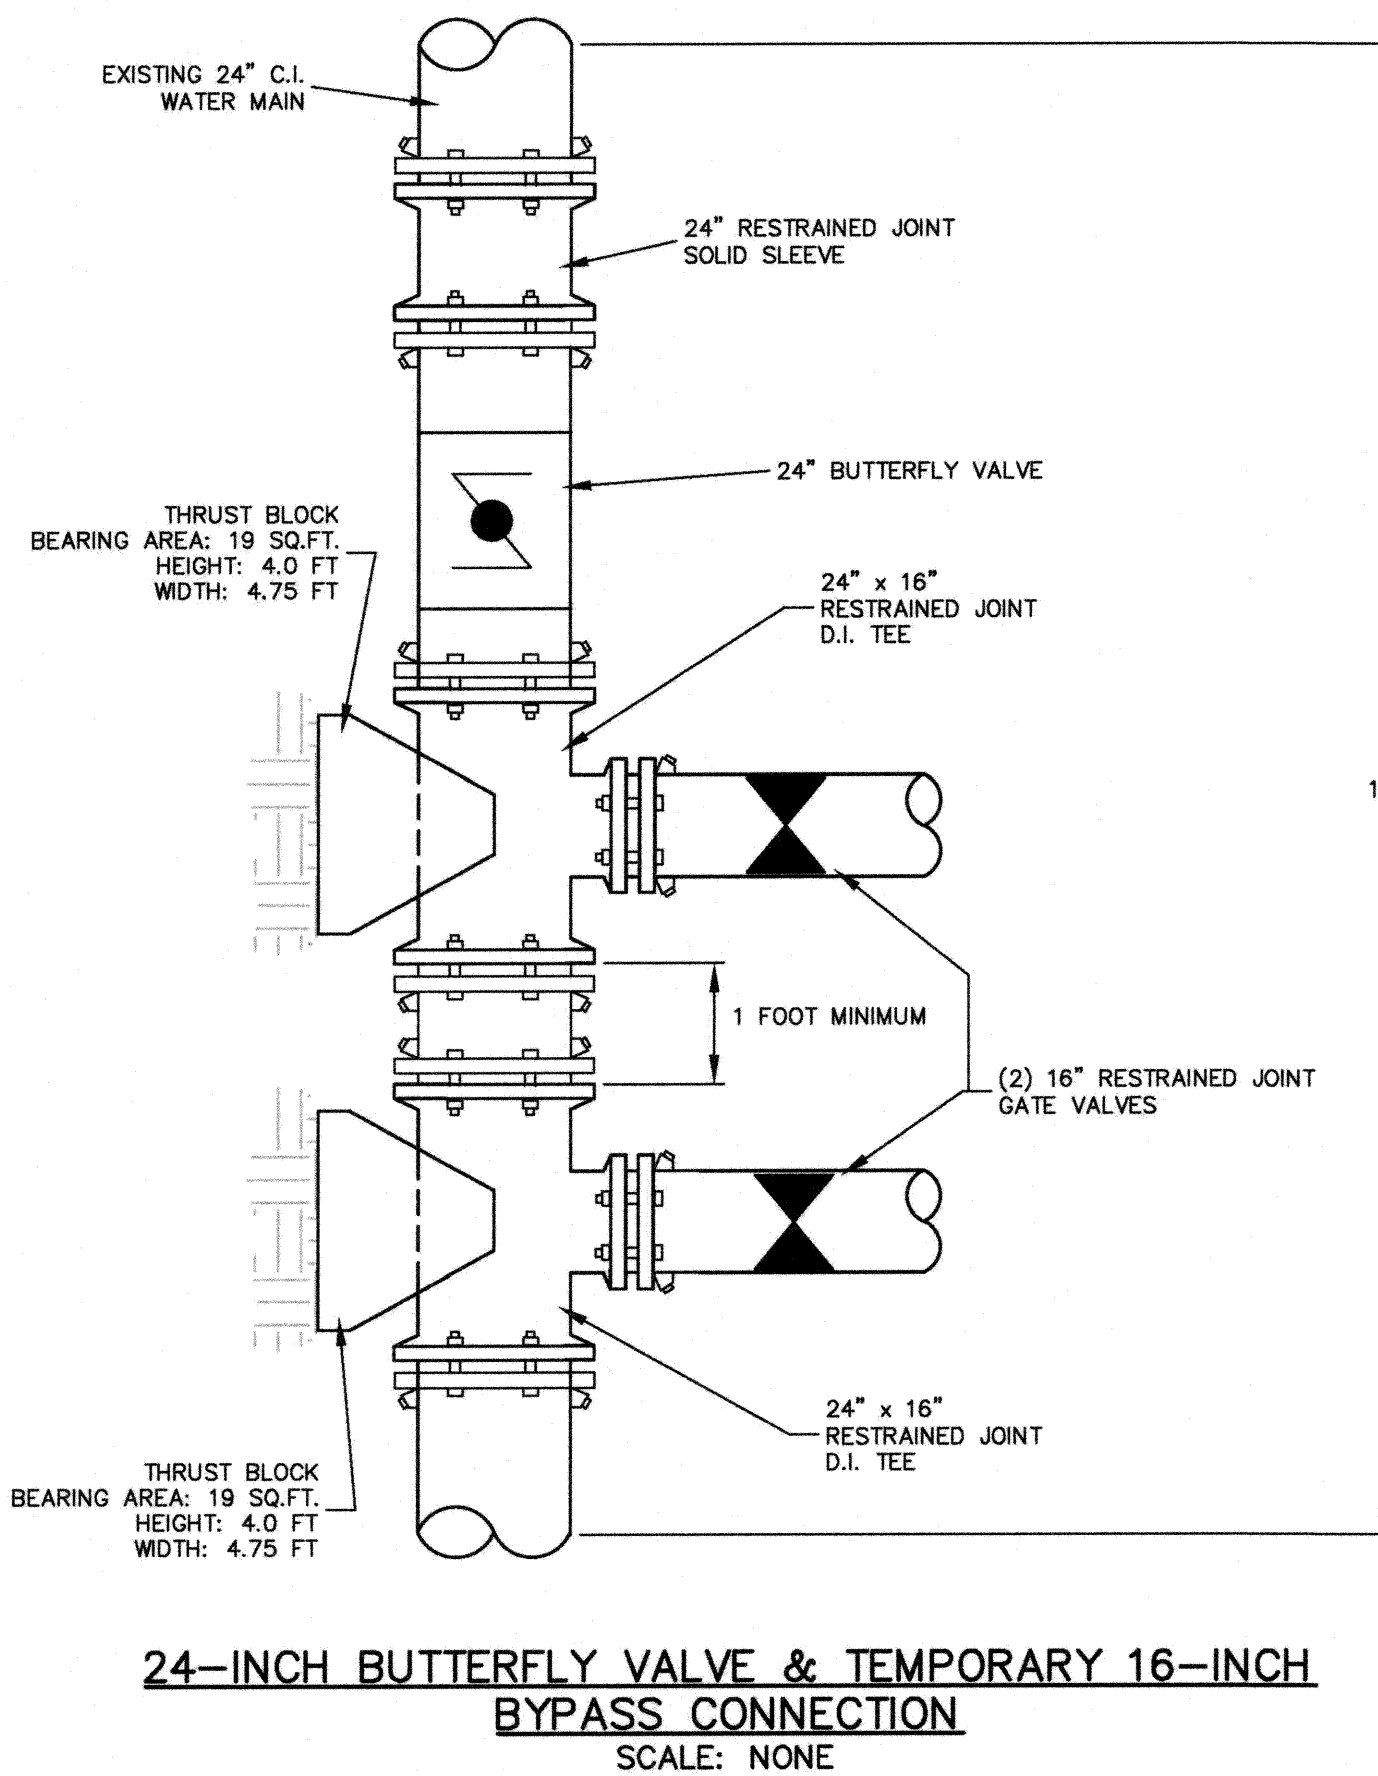 EXISTING 24" C.I.
WATER MAIN
24" RESTRAINED JOINT
SOLID SLEEVE
24" BUTTERFLY VALVE
THRUST BLOCK
BEARING AREA: 19 SQ.FT.
HEIGHT: 4.0 FT
WIDTH: 4.75 FT
24" x 16"
RESTRAINED JOINT
D.I. TEE
1
1 FOOT MINIMUM
(2) 16" RESTRAINED JOINT
GATE VALVES
24" x 16"
RESTRAINED JOINT
D.I. TEE
THRUST BLOCK
BEARING AREA: 19 SQ.FT.
HEIGHT: 4.0 FT
WIDTH: 4.75 FT
24-INCH BUTTERFLY VALVE & TEMPORARY 16-INCH
BYPASS CONNECTION
SCALE: NONE